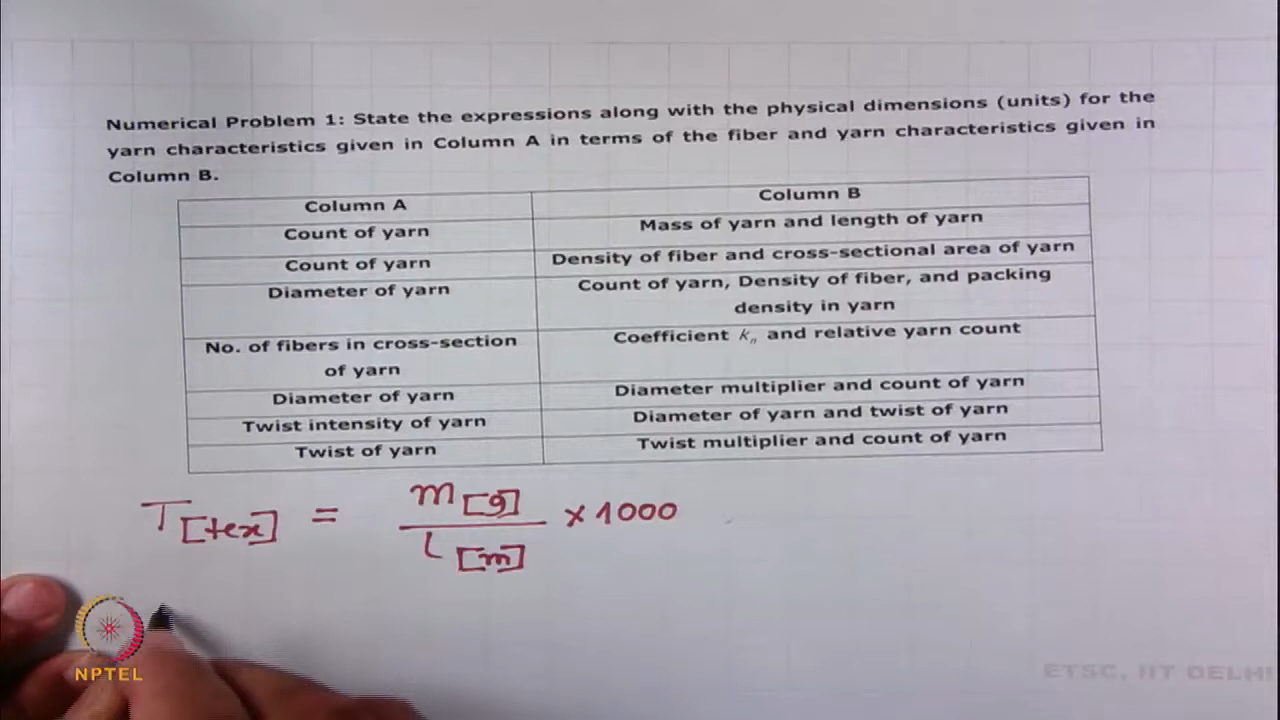 Numerical Problem 1: State the expressions along with the physical dimensions (units) for the
yarn characteristics given in Column A in terms of the fiber and yarn characteristics given in
Column B.
Column A Column B
Count of yarn Mass of yarn and length of yarn
Count of yarn Density of fiber and cross-sectional area of yarn
Diameter of yarn Count of yarn, Density of fiber, and packing
density in yarn
No. of fibers in cross-section Coefficient kₙ and relative yarn count
of yarn
Diameter of yarn Diameter multiplier and count of yarn
Twist intensity of yarn Diameter of yarn and twist of yarn
Twist of yarn Twist multiplier and count of yarn
T[tex] = m[g] / l[m] × 1000
NPTEL
ETSC, IIT DELHI